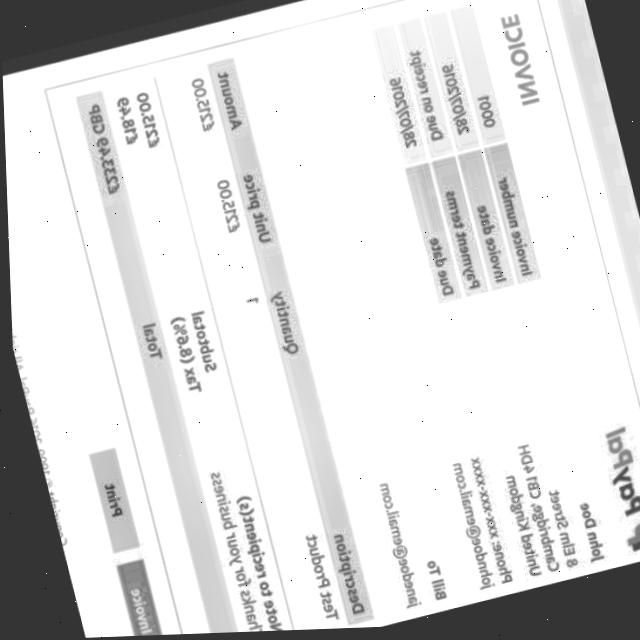 PayPal
INVOICE
John Doe
8 Elm Street
Cambridge, CB1 4DH
United Kingdom
Phone: xxx-xxx-xxxx
johndoe@email.com
Invoice number 0001
Invoice date 28/07/2016
Payment terms Due on receipt
Due date 28/07/2016
Bill To
janedoe@email.com
Description Quantity Unit price Amount
Test Product 1 £215.00 £215.00
Note to recipient(s)
Thanks for your business
Subtotal £215.00
Tax (8.6%) £18.49
Total £233.49 GBP
Invoice Print